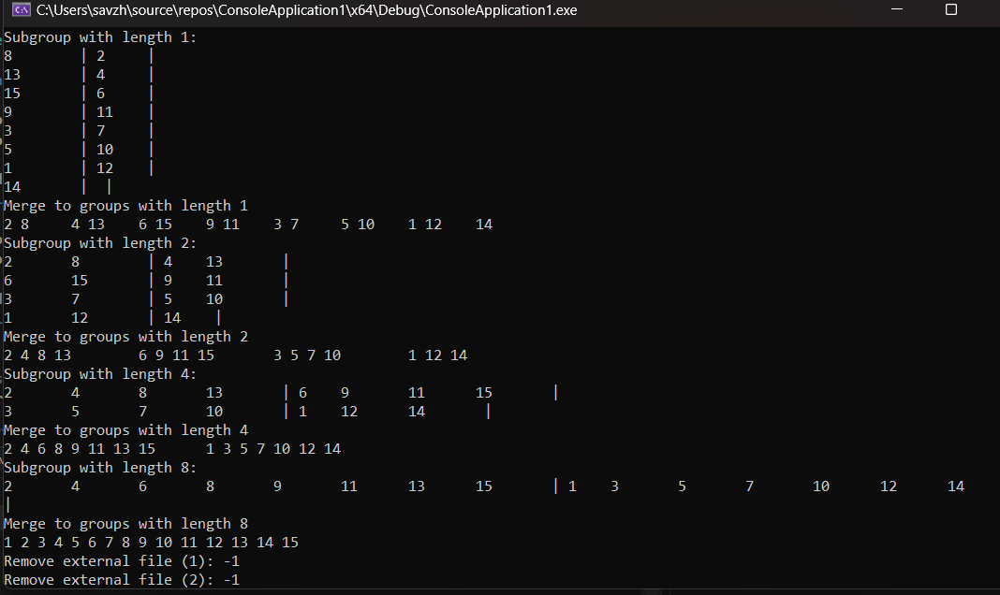 C:\Users\savzh\source\repos\ConsoleApplication1\x64\Debug\ConsoleApplication1.exe
Subgroup with length 1:
8 | 2 |
13 | 4 |
15 | 6 |
9 | 11 |
3 | 7 |
5 | 10 |
1 | 12 |
14 | |
Merge to groups with length 1
2 8 4 13 6 15 9 11 3 7 5 10 1 12 14
Subgroup with length 2:
2 8 | 4 13 |
6 15 | 9 11 |
3 7 | 5 10 |
1 12 | 14 |
Merge to groups with length 2
2 4 8 13 6 9 11 15 3 5 7 10 1 12 14
Subgroup with length 4:
2 4 8 13 | 6 9 11 15 |
3 5 7 10 | 1 12 14 |
Merge to groups with length 4
2 4 6 8 9 11 13 15 1 3 5 7 10 12 14
Subgroup with length 8:
2 4 6 8 9 11 13 15 | 1 3 5 7 10 12 14
|
Merge to groups with length 8
1 2 3 4 5 6 7 8 9 10 11 12 13 14 15
Remove external file (1): -1
Remove external file (2): -1